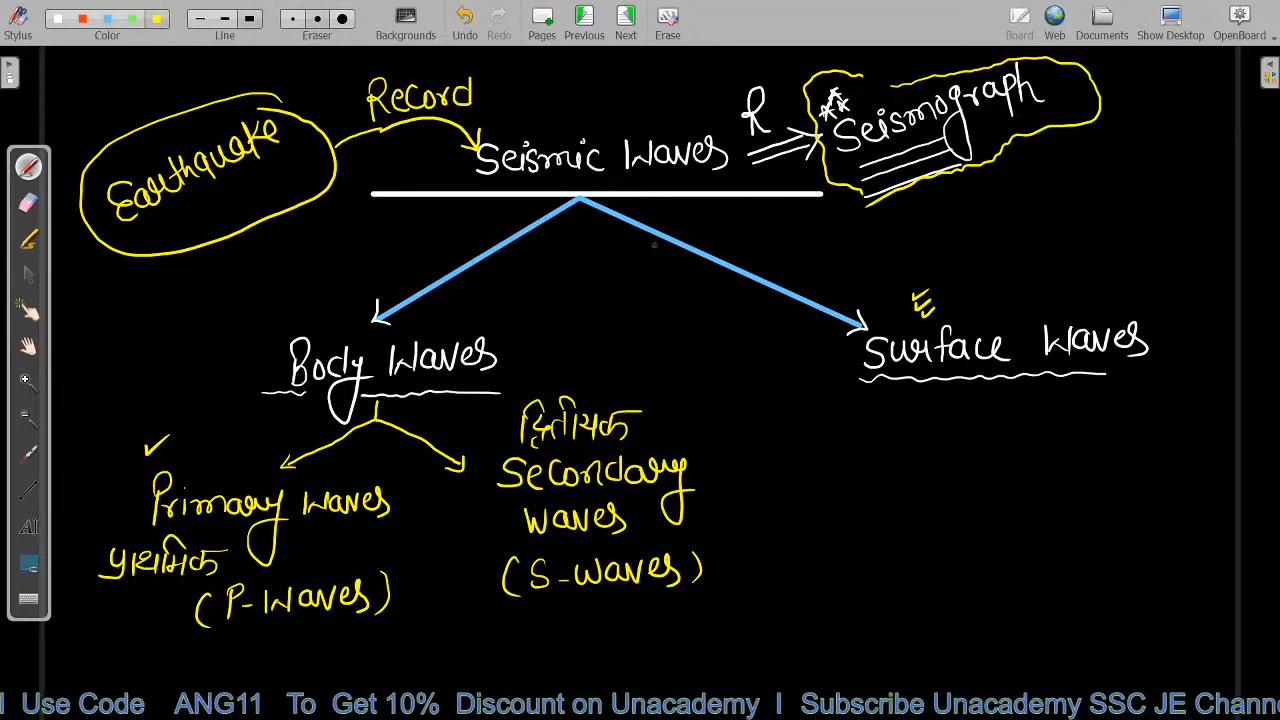 Stylus
Color
Line
Eraser
Backgrounds
Undo
Redo
Pages
Previous
Next
Erase
Board
Web
Documents
Show Desktop
OpenBoard
Record
Earthquake
Seismic Waves
R
Seismograph
Body Waves
Surface Waves
Primary Waves
प्राथमिक
(P-Waves)
द्वितीयक
Secondary
waves
(S-waves)
l Use Code ANG11 To Get 10% Discount on Unacademy I Subscribe Unacademy SSC JE Chann